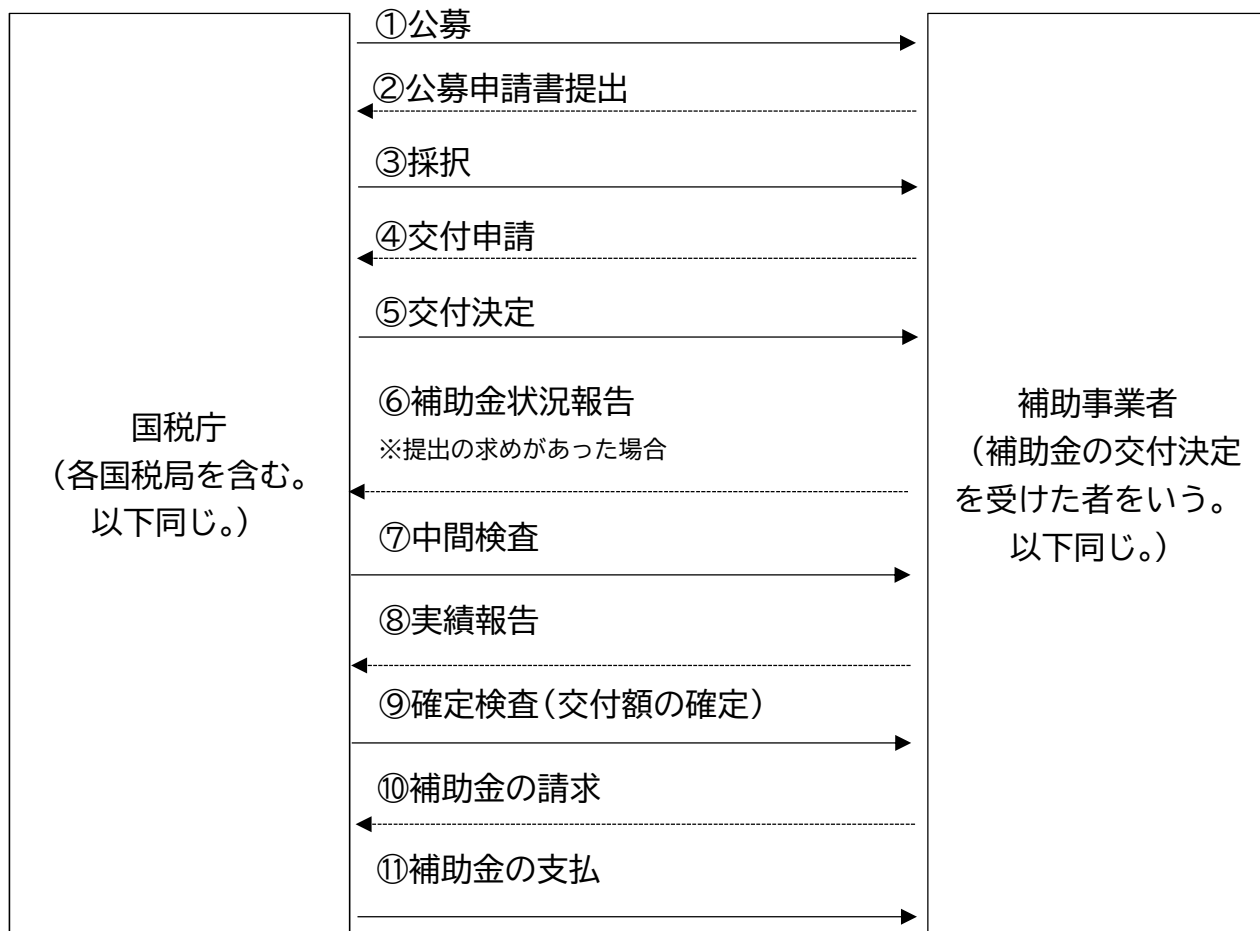 ①公募
②公募申請書提出
③採択
④交付申請
⑤交付決定
⑥補助金状況報告
※提出の求めがあった場合
⑦中間検査
⑧実績報告
⑨確定検査(交付額の確定)
⑩補助金の請求
⑪補助金の支払
国税庁
(各国税局を含む。
以下同じ。)
補助事業者
(補助金の交付決定
を受けた者をいう。
以下同じ。)